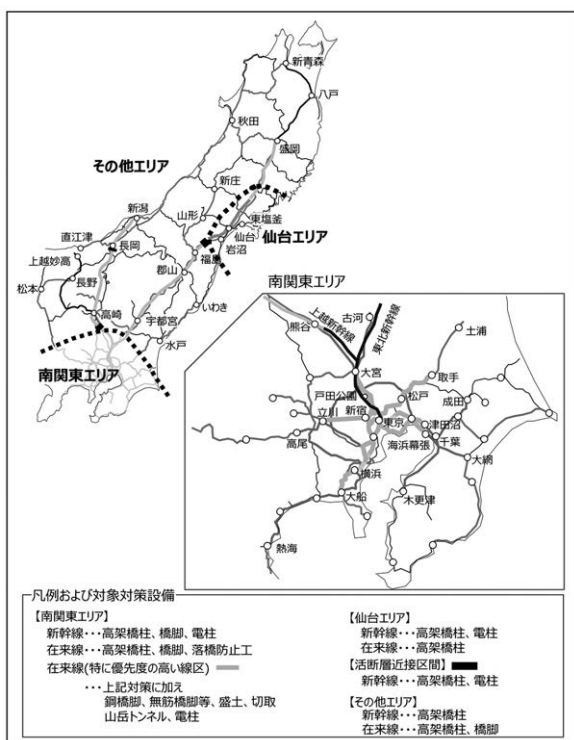 新青森
八戸
秋田
盛岡
その他エリア
新庄
新潟
山形
東塩釜
仙台
仙台エリア
直江津
長岡
岩沼
上越妙高
福島
郡山
松本
長野
いわき
高崎
宇都宮
水戸
南関東エリア
南関東エリア
古河
上越新幹線
東北新幹線
熊谷
土浦
大宮
取手
戸田公園
松戸
成田
立川
新宿
東京
津田沼
高尾
海浜幕張
千葉
大網
横浜
木更津
大船
熱海
凡例および対象対策設備
【南関東エリア】
新幹線・・・高架橋柱、橋脚、電柱
在来線・・・高架橋柱、橋脚、落橋防止工
在来線(特に優先度の高い線区)
・・・上記対策に加え
鋼橋脚、無筋橋脚等、盛土、切取
山岳トンネル、電柱
【仙台エリア】
新幹線・・・高架橋柱、電柱
在来線・・・高架橋柱
【活断層近接区間】
新幹線・・・高架橋柱、電柱
【その他エリア】
新幹線・・・高架橋柱
在来線・・・高架橋柱、橋脚